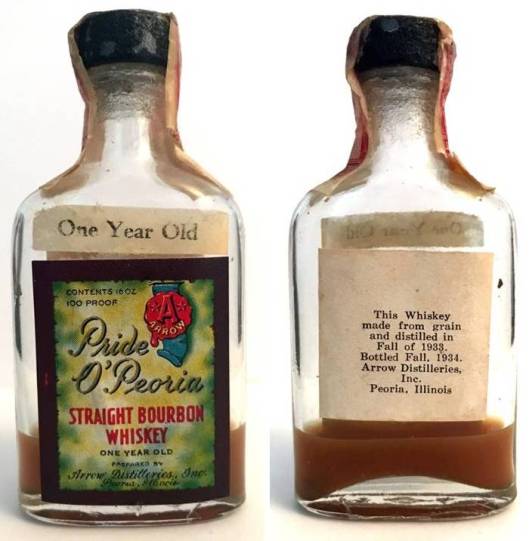 One Year Old
CONTENTS 16 OZ
100 PROOF
A
ARROW
Pride
O'Peoria
STRAIGHT BOURBON
WHISKEY
ONE YEAR OLD
PREPARED BY
Arrow Distilleries, Inc.
Peoria, Illinois
This Whiskey
made from grain
and distilled in
Fall of 1933.
Bottled Fall, 1934.
Arrow Distilleries,
Inc.
Peoria, Illinois